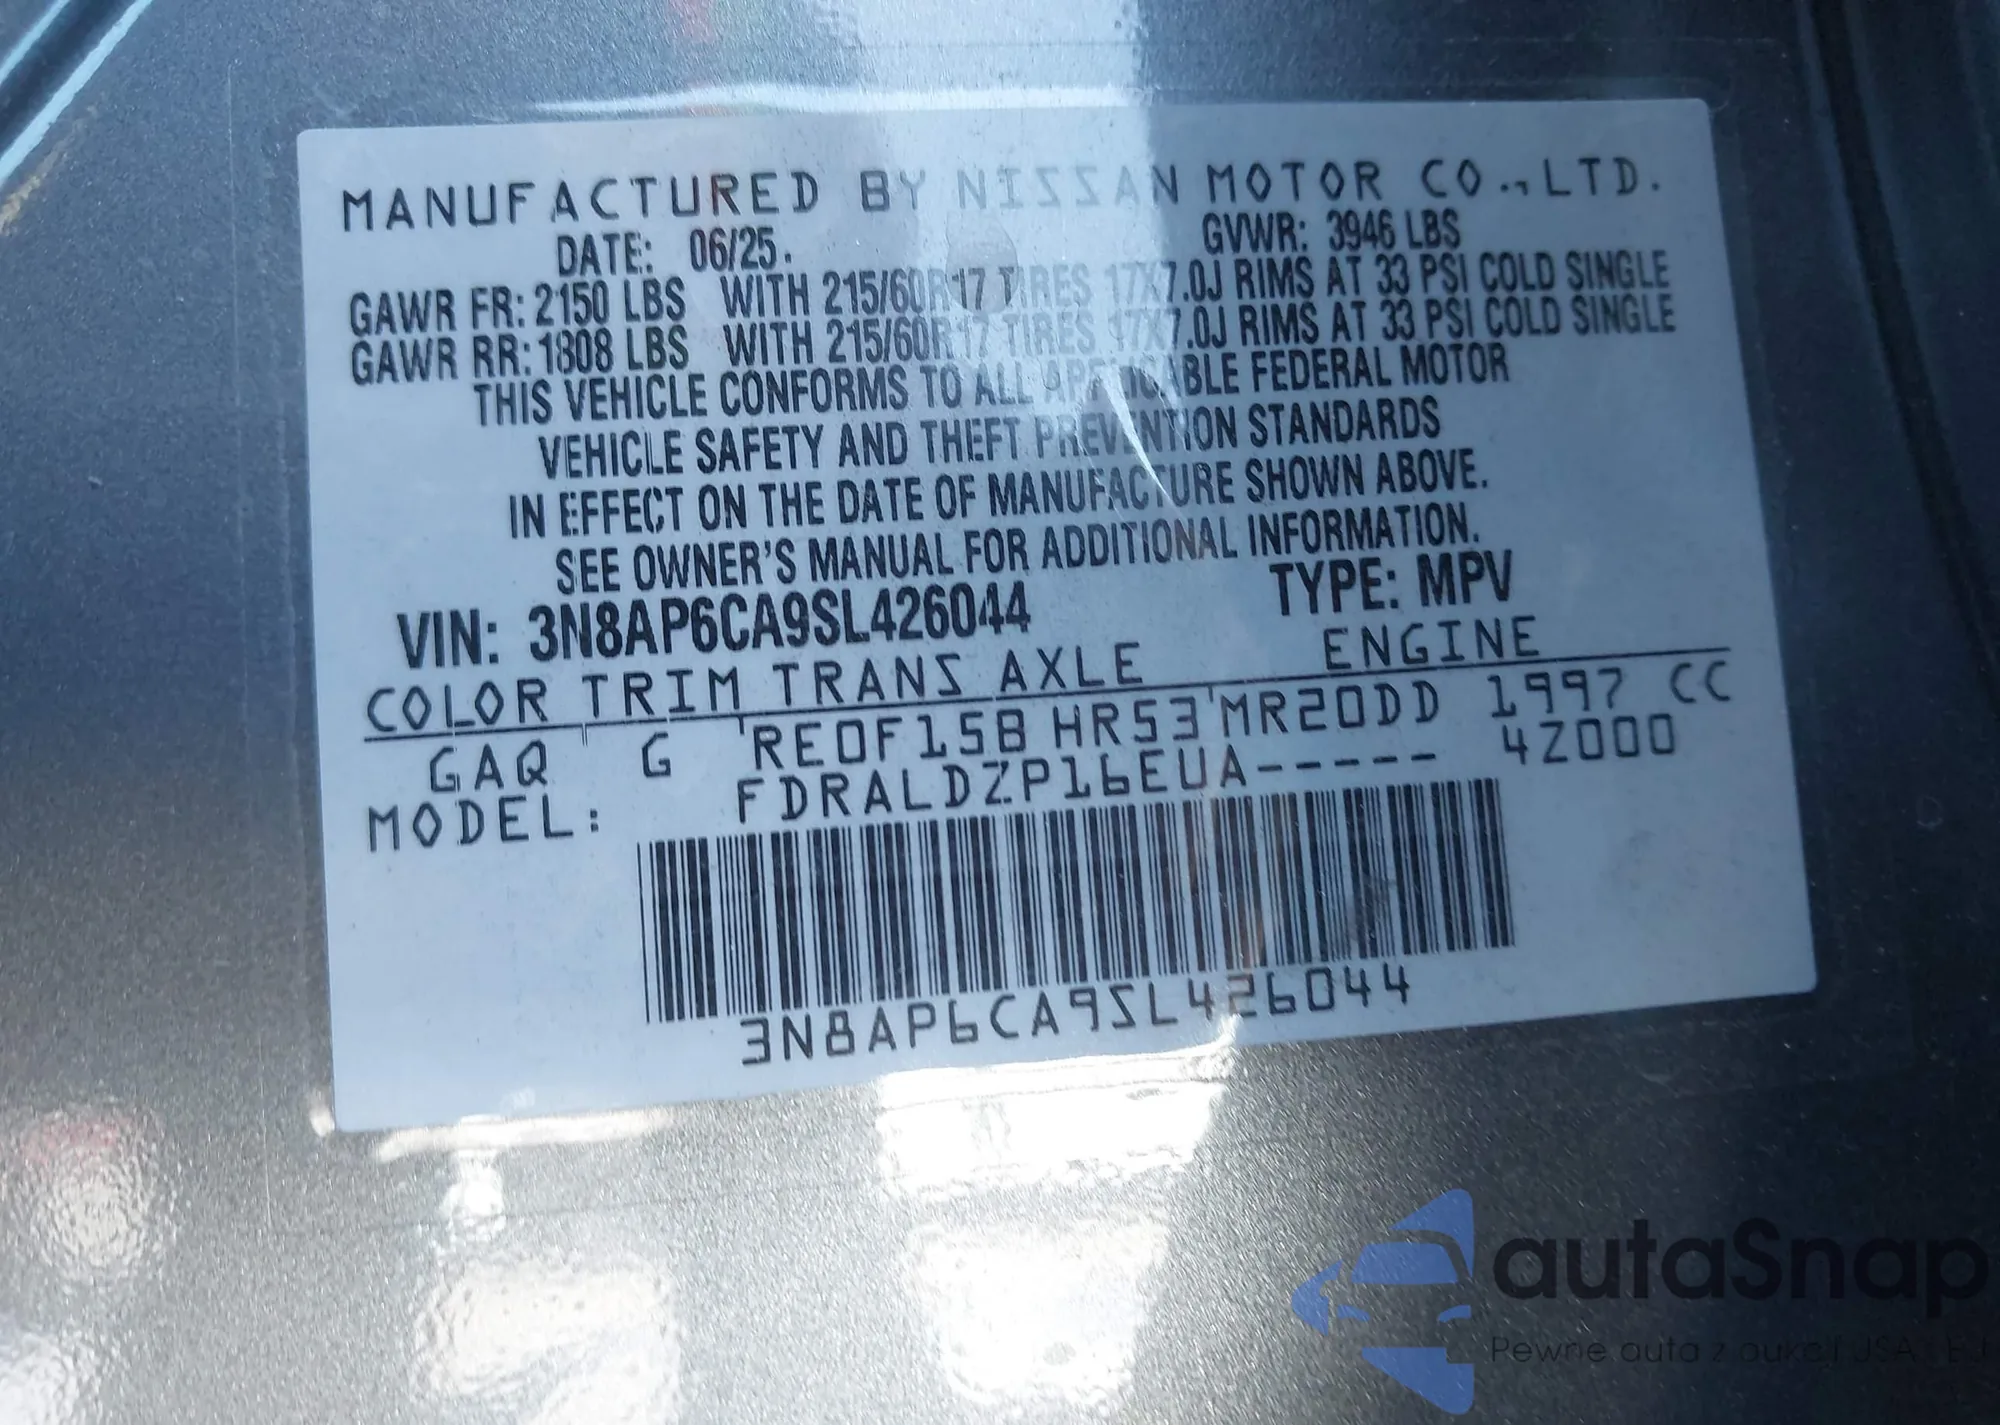 MANUFACTURED BY NISSAN MOTOR CO.,LTD.
DATE: 06/25. GVWR: 3946 LBS
GAWR FR: 2150 LBS WITH 215/60R17 TIRES 17X7.0J RIMS AT 33 PSI COLD SINGLE
GAWR RR: 1808 LBS WITH 215/60R17 TIRES 17X7.0J RIMS AT 33 PSI COLD SINGLE
THIS VEHICLE CONFORMS TO ALL APPLICABLE FEDERAL MOTOR
VEHICLE SAFETY AND THEFT PREVENTION STANDARDS
IN EFFECT ON THE DATE OF MANUFACTURE SHOWN ABOVE.
SEE OWNER'S MANUAL FOR ADDITIONAL INFORMATION.
VIN: 3N8AP6CA9SL426044 TYPE: MPV
COLOR TRIM TRANS AXLE ENGINE
GAQ G RE0F15B HR53 MR20DD 1997 CC
MODEL: FDRALDZP16EUA----- 4Z000
3N8AP6CA9SL426044
autaSnap
Pewne auta z aukcji USA